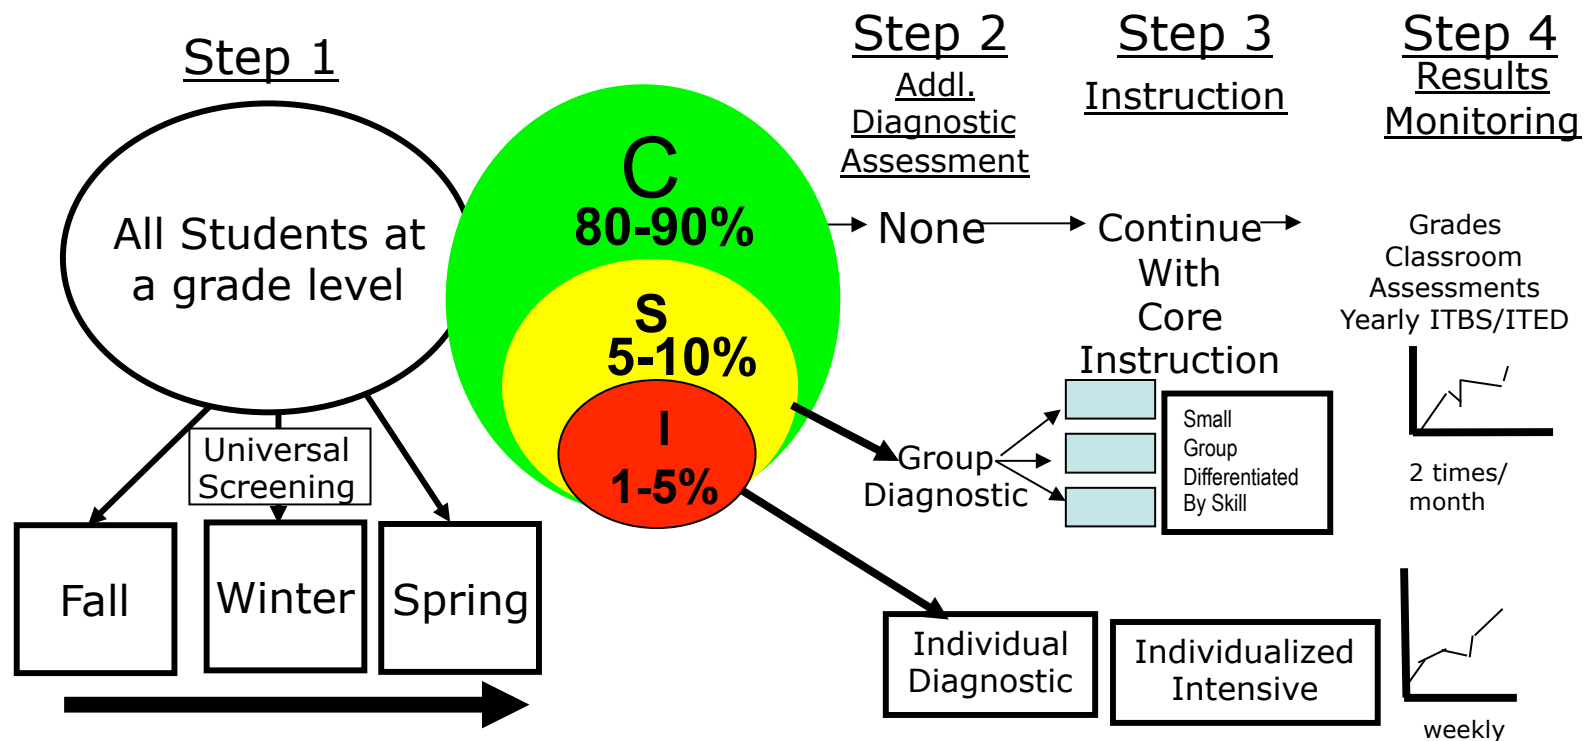 Step 1
All Students at
a grade level
Universal
Screening
Fall
Winter
Spring
C
80-90%
S
5-10%
I
1-5%
Step 2
Addl.
Diagnostic
Assessment
None
Group
Diagnostic
Individual
Diagnostic
Step 3
Instruction
Continue
With
Core
Instruction
Small
Group
Differentiated
By Skill
Individualized
Intensive
Step 4
Results
Monitoring
Grades
Classroom
Assessments
Yearly ITBS/ITED
2 times/
month
weekly